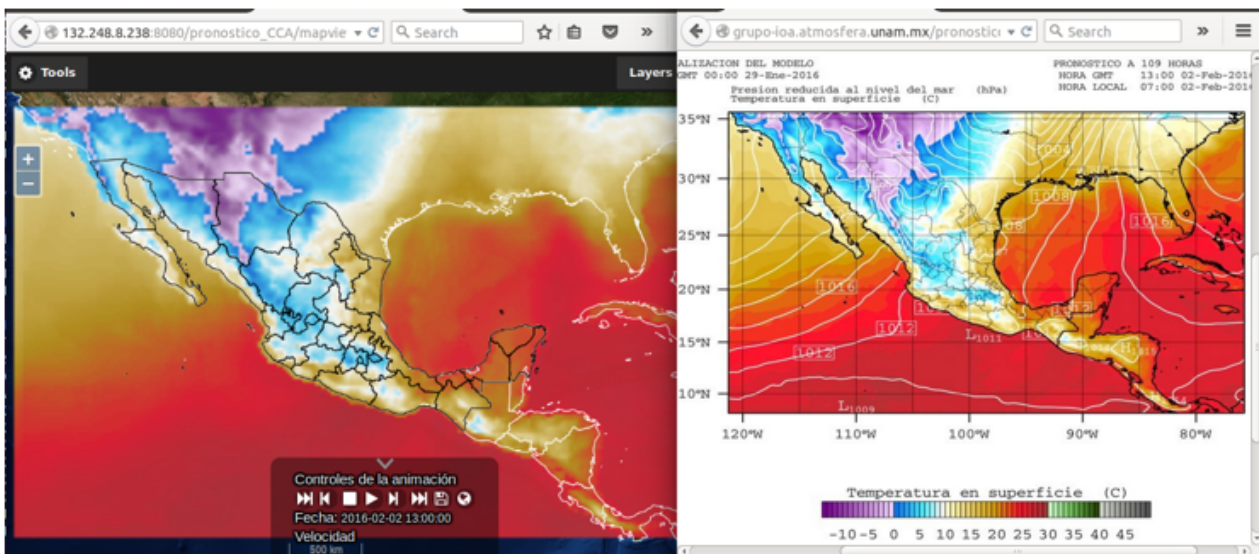 132.248.8.238:8080/pronostico_CCA/mapvie
Search
Tools
Layers
+
−
Controles de la animación
Fecha: 2016-02-02 13:00:00
Velocidad
500 km
grupo-ioa.atmosfera.unam.mx/pronostic
Search
ALIZACION DEL MODELO
GMT 00:00 29-Ene-2016
PRONOSTICO A 109 HORAS
HORA GMT 13:00 02-Feb-201
HORA LOCAL 07:00 02-Feb-201
Presion reducida al nivel del mar (hPa)
Temperatura en superficie (C)
35°N
30°N
25°N
20°N
15°N
10°N
1004
1008
1016
1016
1012
1012
L1011
L1009
120°W
110°W
100°W
90°W
80°W
Temperatura en superficie (C)
-10 -5 0 5 10 15 20 25 30 35 40 45